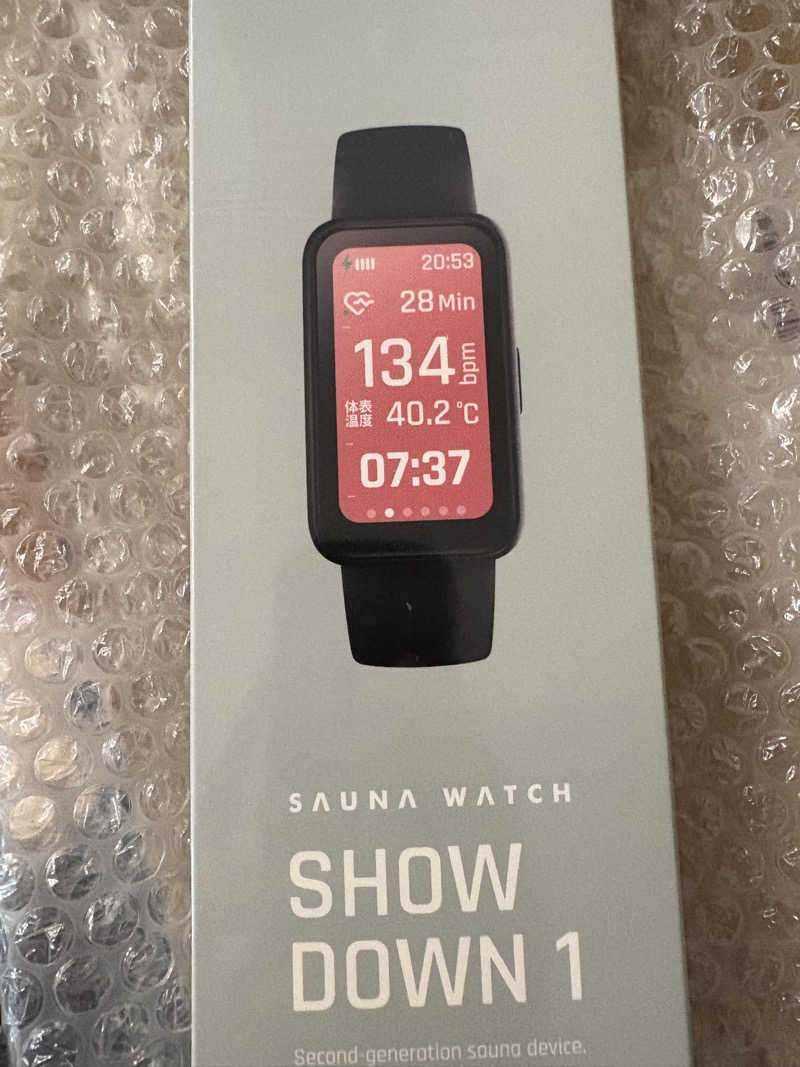 20:53
28 Min
134 bpm
体表
温度 40.2 ℃
07:37
SAUNA WATCH
SHOW
DOWN 1
Second-generation sauna device.